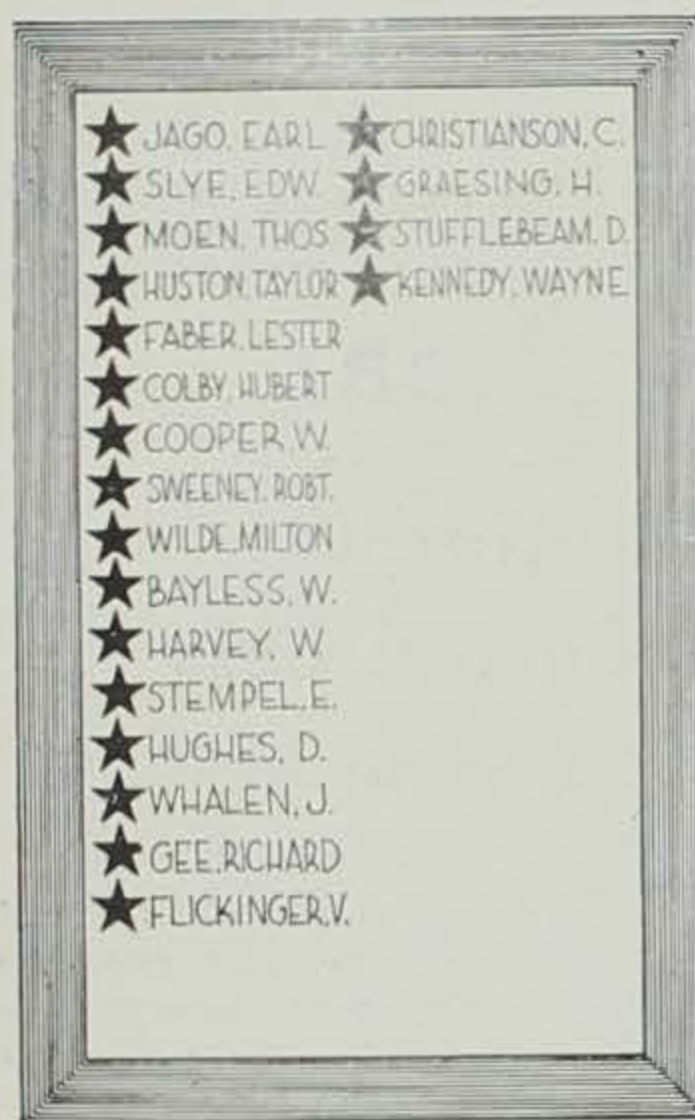 JAGO, EARL
SLYE, EDW.
MOEN, THOS
HUSTON, TAYLOR
FABER, LESTER
COLBY, HUBERT
COOPER, W.
SWEENEY, ROBT.
WILDE, MILTON
BAYLESS, W.
HARVEY, W.
STEMPEL, E.
HUGHES, D.
WHALEN, J.
GEE, RICHARD
FLICKINGER, V.
CHRISTIANSON, C.
GRAESING, H.
STUFFLEBEAM, D.
KENNEDY, WAYNE